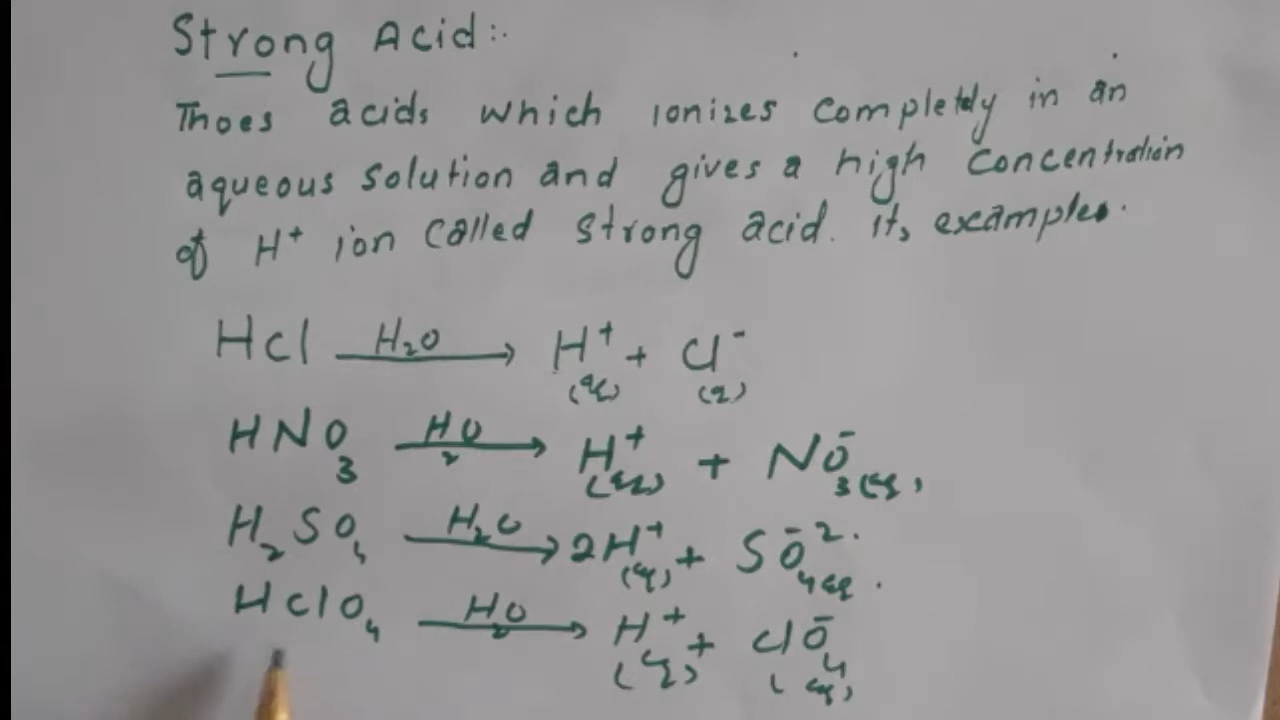 Strong Acid:
Thoes acids which ionizes completely in an
aqueous solution and gives a high concentration
of H⁺ ion called strong acid. its examples.
HCl —H₂O→ H⁺(aq) + Cl⁻(aq)
HNO₃ —H₂O→ H⁺(aq) + NO₃⁻(aq)
H₂SO₄ —H₂O→ 2H⁺(aq) + SO₄⁻²(aq)
HClO₄ —H₂O→ H⁺(aq) + ClO₄⁻(aq)